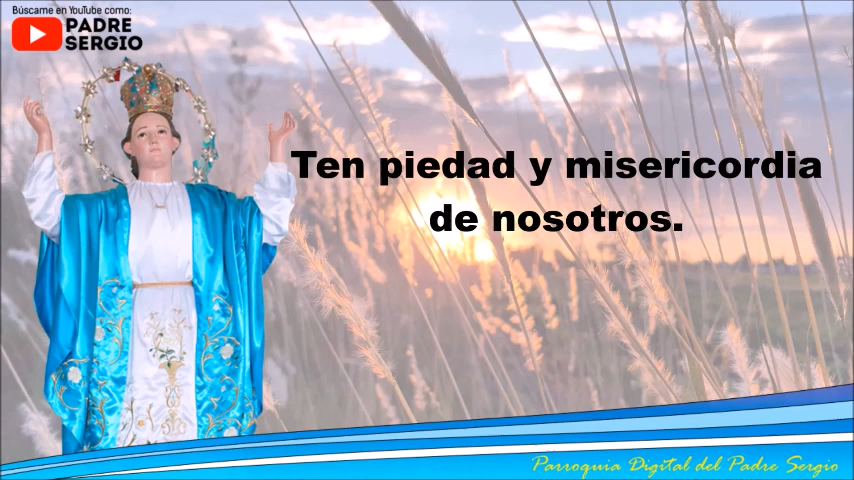 Búscame en YouTube como:
PADRE
SERGIO
Ten piedad y misericordia
de nosotros.
Parroquia Digital del Padre Sergio